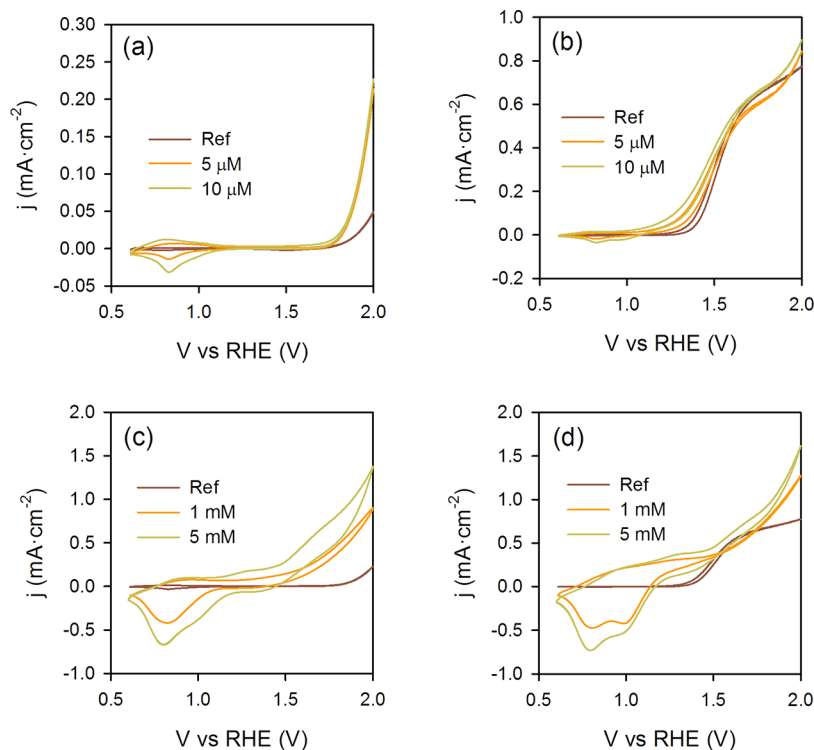 (a)
0.30
0.25
0.20
0.15
0.10
0.05
0.00
-0.05
j (mA·cm-2)
Ref
5 μM
10 μM
0.5 1.0 1.5 2.0
V vs RHE (V)
(b)
1.0
0.8
0.6
0.4
0.2
0.0
-0.2
j (mA·cm-2)
Ref
5 μM
10 μM
0.5 1.0 1.5 2.0
V vs RHE (V)
(c)
2.0
1.5
1.0
0.5
0.0
-0.5
-1.0
j (mA·cm-2)
Ref
1 mM
5 mM
0.5 1.0 1.5 2.0
V vs RHE (V)
(d)
2.0
1.5
1.0
0.5
0.0
-0.5
-1.0
j (mA·cm-2)
Ref
1 mM
5 mM
0.5 1.0 1.5 2.0
V vs RHE (V)